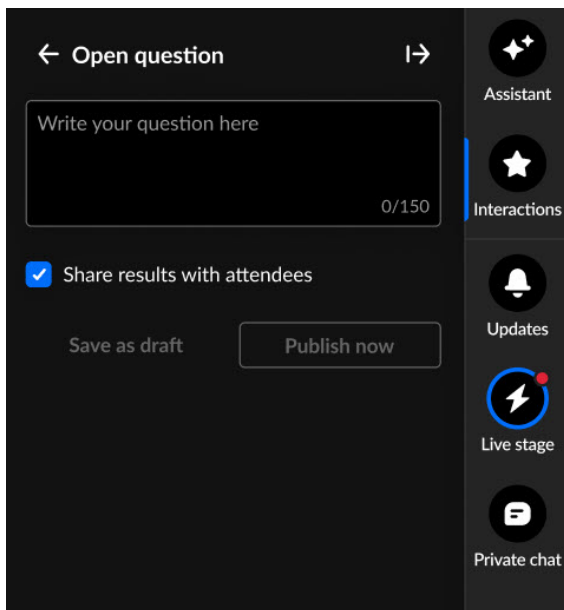 Open question
Write your question here
0/150
Share results with attendees
Save as draft
Publish now
Assistant
Interactions
Updates
Live stage
Private chat